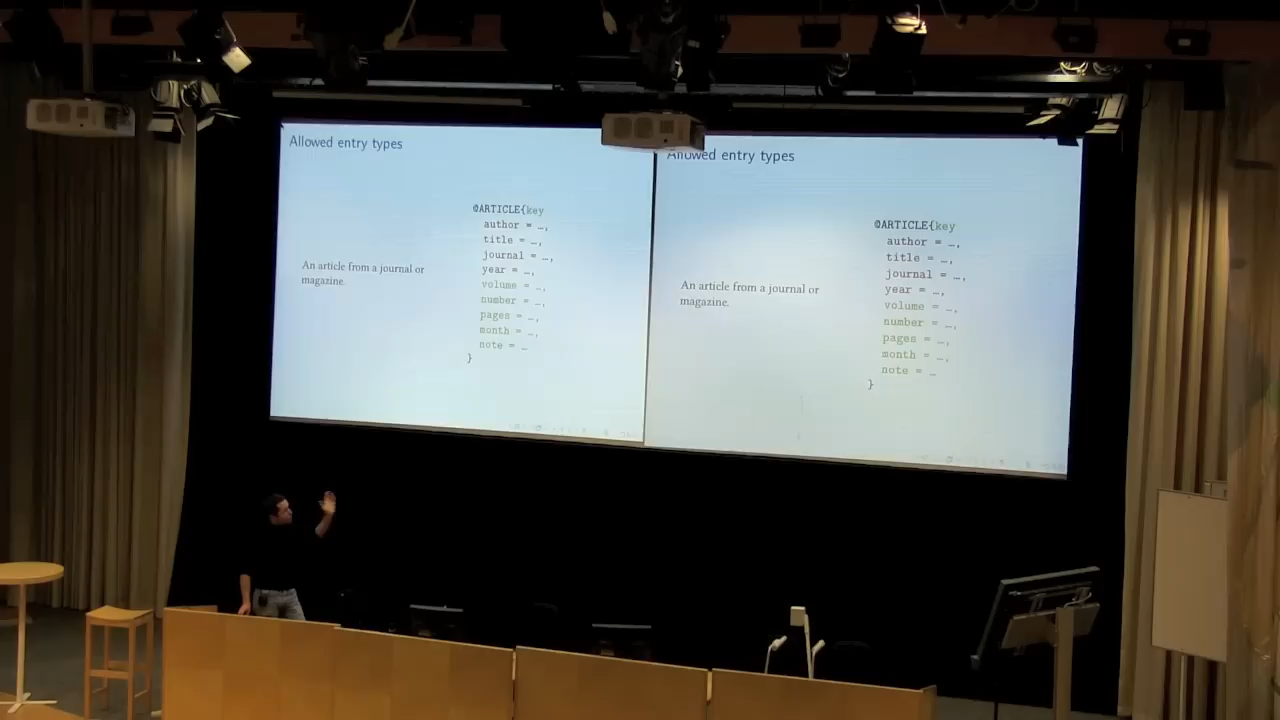 Allowed entry types
An article from a journal or
magazine.
@ARTICLE{key
author = …,
title = …,
journal = …,
year = …,
volume = …,
number = …,
pages = …,
month = …,
note = …
}
Allowed entry types
An article from a journal or
magazine.
@ARTICLE{key
author = …,
title = …,
journal = …,
year = …,
volume = …,
number = …,
pages = …,
month = …,
note = …
}